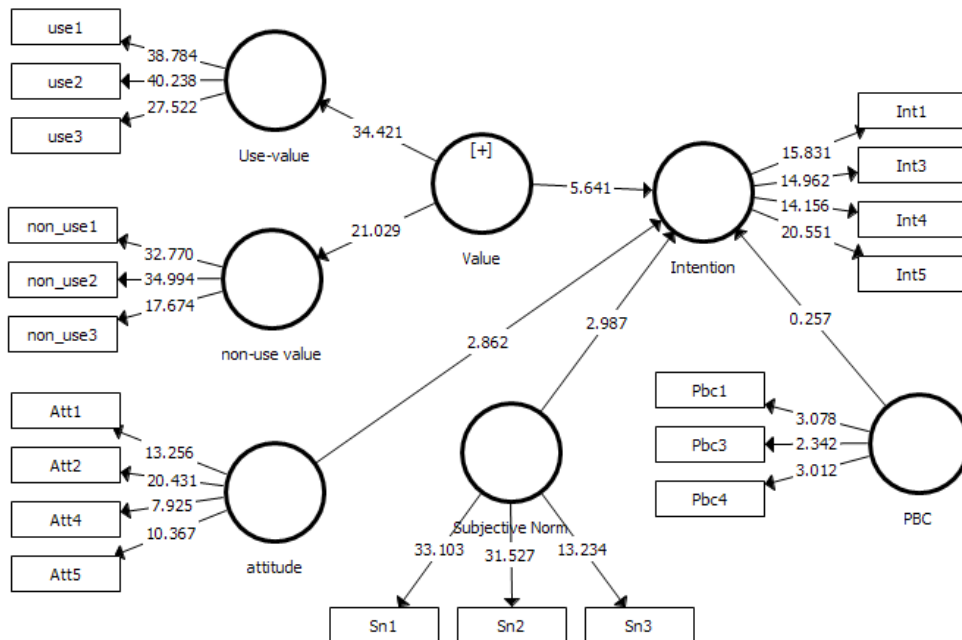 use1
38.784
use2
40.238
use3
27.522
Use-value
34.421
[+]
Value
5.641
21.029
Intention
15.831
Int1
14.962
Int3
14.156
Int4
20.551
Int5
non_use1
32.770
non_use2
34.994
non_use3
17.674
non-use value
2.862
2.987
0.257
Att1
13.256
Att2
20.431
Att4
7.925
Att5
10.367
attitude
Subjective Norm
33.103
31.527
13.234
Sn1
Sn2
Sn3
Pbc1
3.078
Pbc3
2.342
Pbc4
3.012
PBC